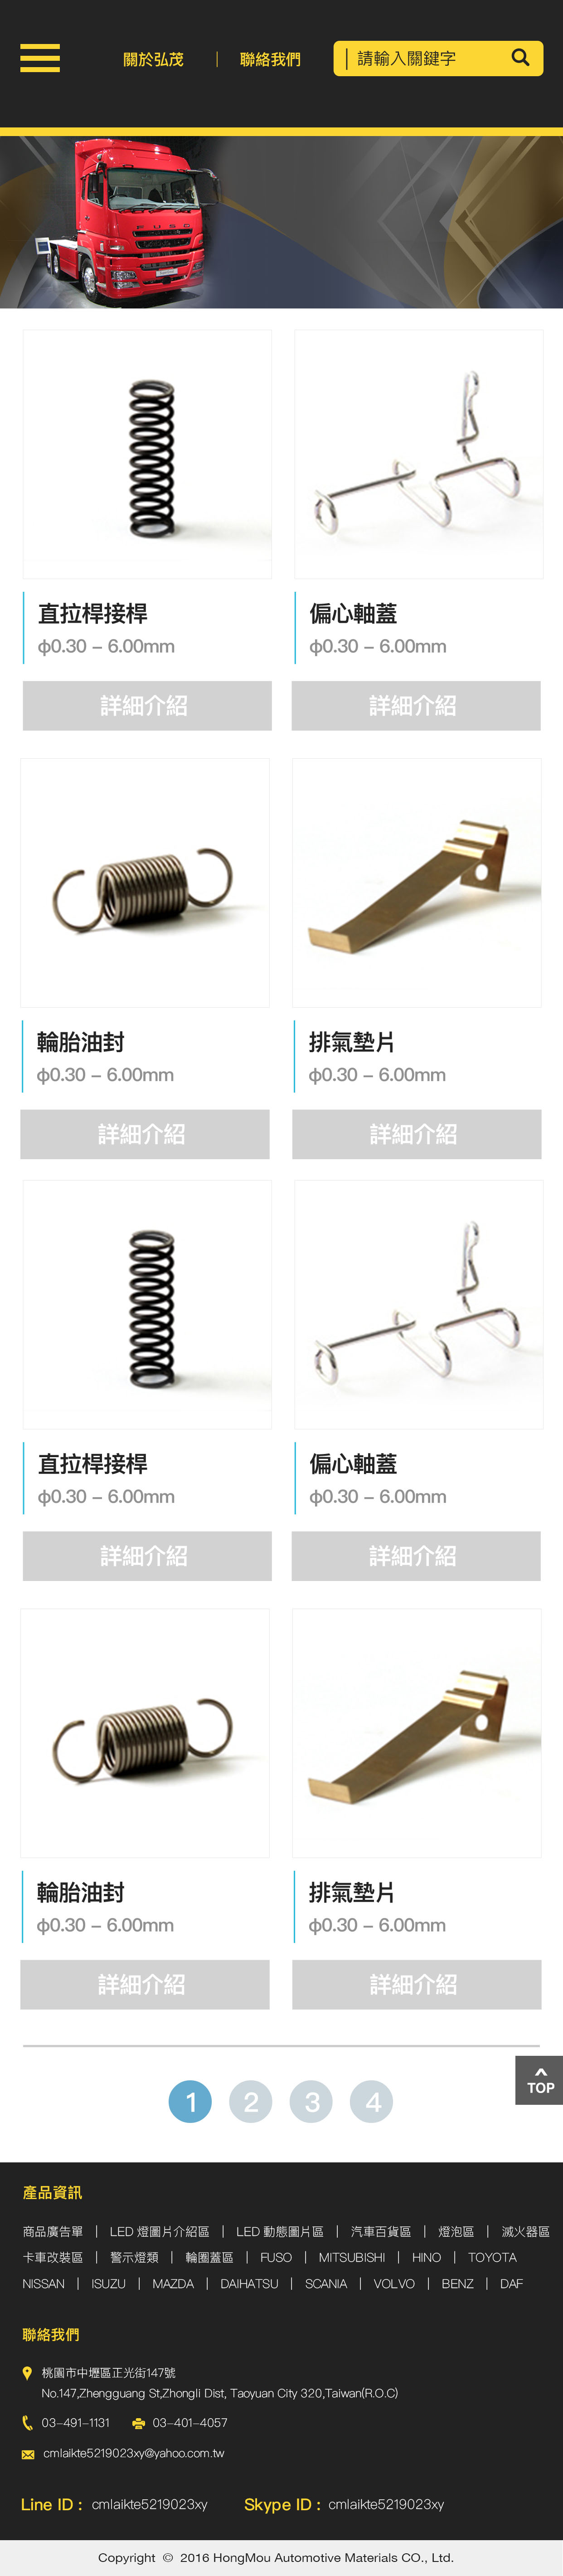 關於弘茂 | 聯絡我們
請輸入關鍵字
FUSO
直拉桿接桿
ф0.30 – 6.00mm
詳細介紹
偏心軸蓋
ф0.30 – 6.00mm
詳細介紹
輪胎油封
ф0.30 – 6.00mm
詳細介紹
排氣墊片
ф0.30 – 6.00mm
詳細介紹
直拉桿接桿
ф0.30 – 6.00mm
詳細介紹
偏心軸蓋
ф0.30 – 6.00mm
詳細介紹
輪胎油封
ф0.30 – 6.00mm
詳細介紹
排氣墊片
ф0.30 – 6.00mm
詳細介紹
TOP
1 2 3 4
產品資訊
商品廣告單 | LED 燈圖片介紹區 | LED 動態圖片區 | 汽車百貨區 | 燈泡區 | 滅火器區
卡車改裝區 | 警示燈類 | 輪圈蓋區 | FUSO | MITSUBISHI | HINO | TOYOTA
NISSAN | ISUZU | MAZDA | DAIHATSU | SCANIA | VOLVO | BENZ | DAF
聯絡我們
桃園市中壢區正光街147號
No.147,Zhengguang St,Zhongli Dist, Taoyuan City 320,Taiwan(R.O.C)
03-491-1131 03-401-4057
cmlaikte5219023xy@yahoo.com.tw
Line ID : cmlaikte5219023xy Skype ID : cmlaikte5219023xy
Copyright © 2016 HongMou Automotive Materials CO., Ltd.